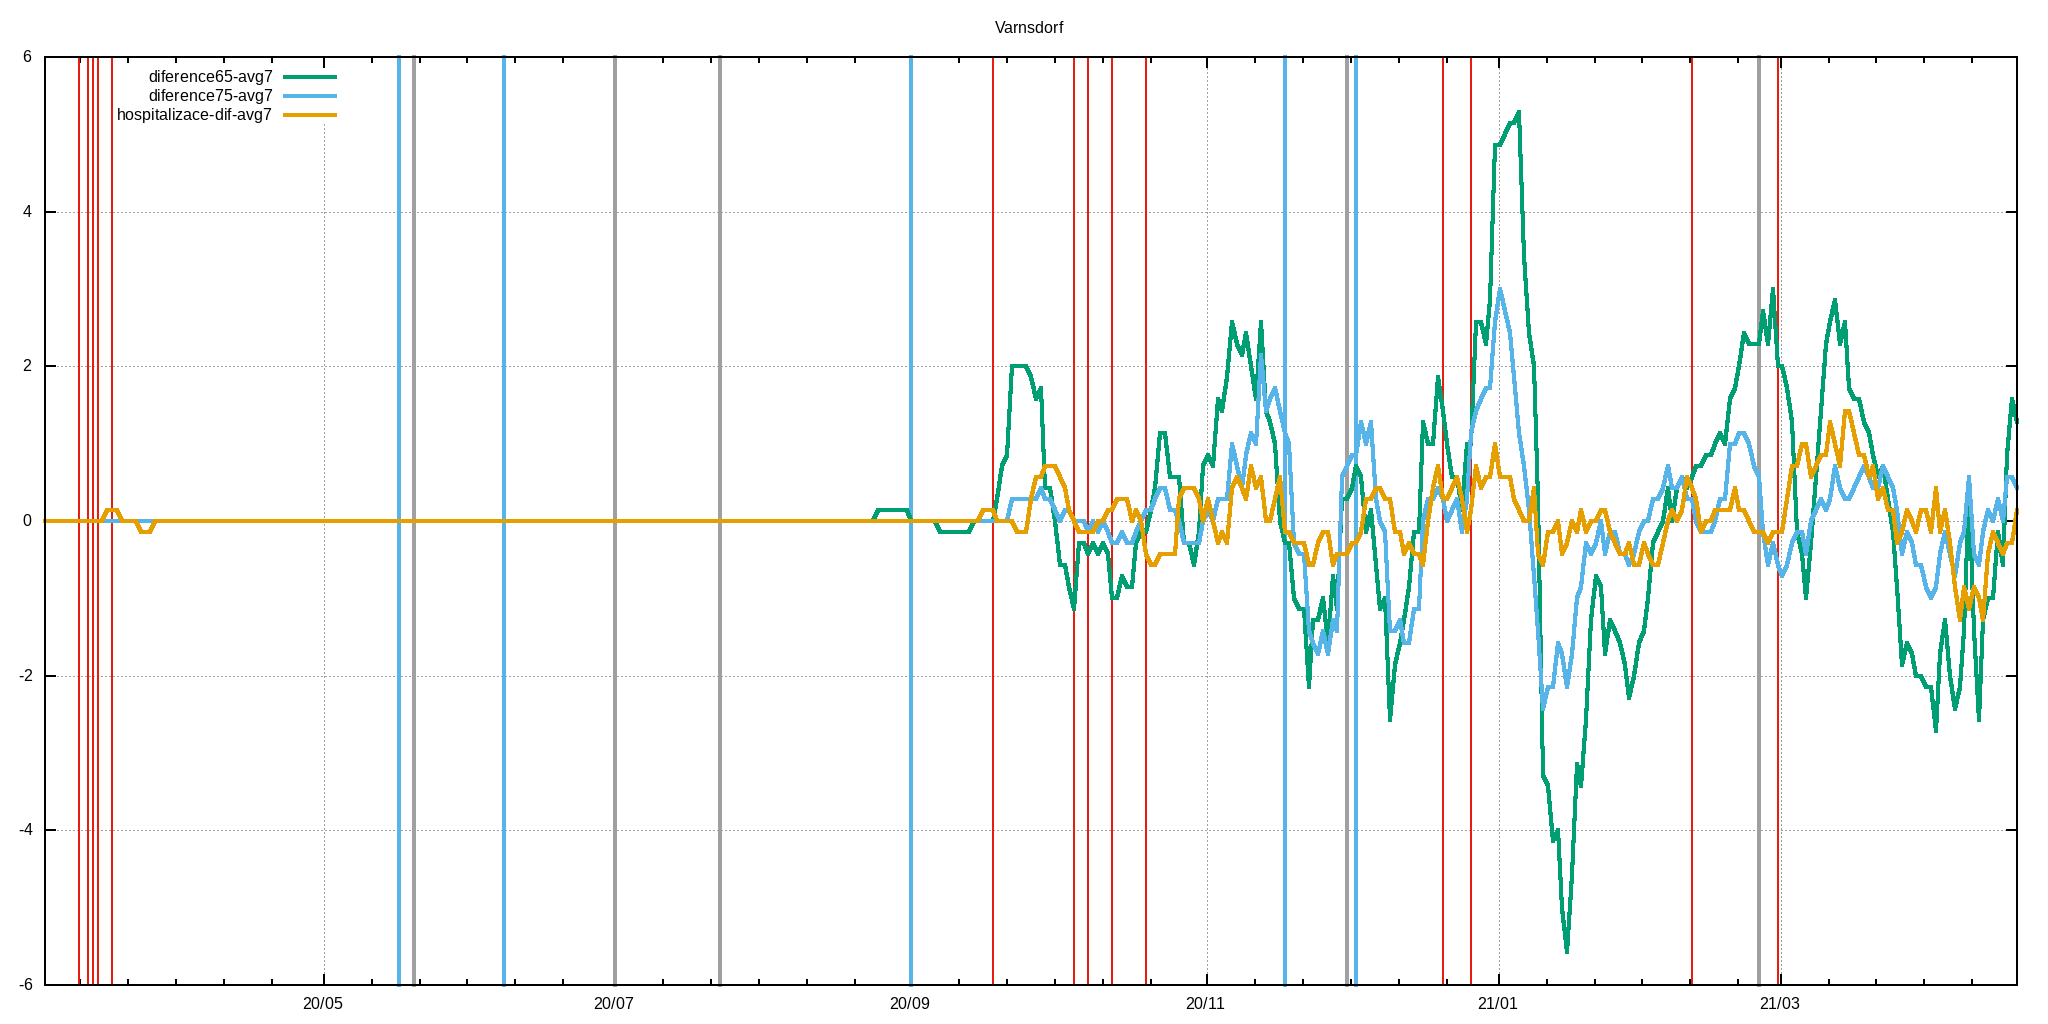 Varnsdorf
diference65-avg7
diference75-avg7
hospitalizace-dif-avg7
6
4
2
0
-2
-4
-6
20/05 20/07 20/09 20/11 21/01 21/03